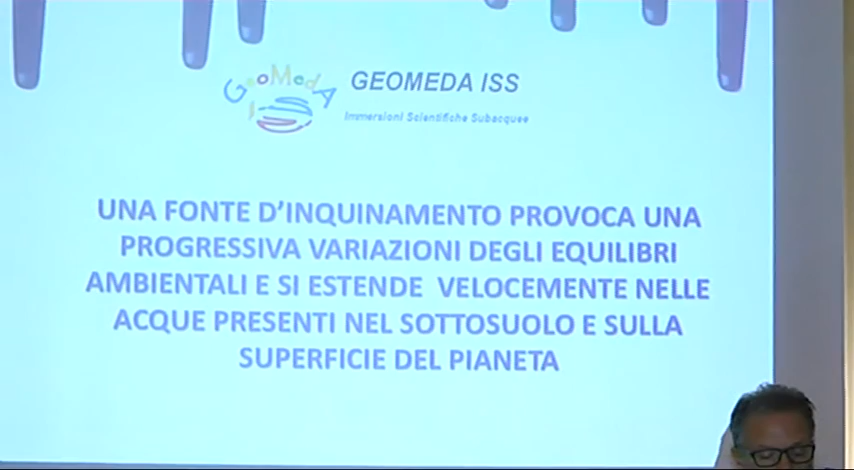 GeoMedA
GEOMEDA ISS
Immersioni Scientifiche Subacquee
UNA FONTE D'INQUINAMENTO PROVOCA UNA
PROGRESSIVA VARIAZIONI DEGLI EQUILIBRI
AMBIENTALI E SI ESTENDE VELOCEMENTE NELLE
ACQUE PRESENTI NEL SOTTOSUOLO E SULLA
SUPERFICIE DEL PIANETA